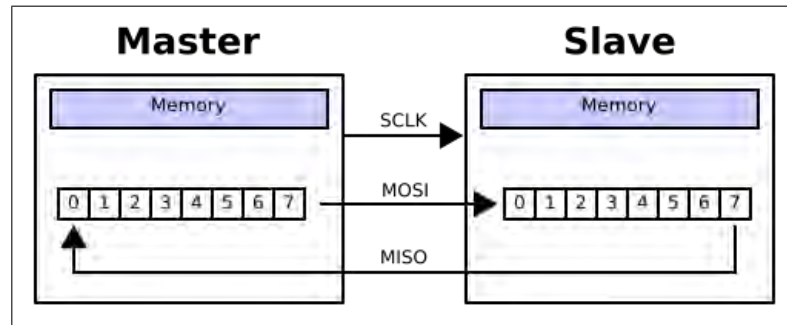 Master Slave
Memory Memory
SCLK
MOSI
0 1 2 3 4 5 6 7 0 1 2 3 4 5 6 7
MISO